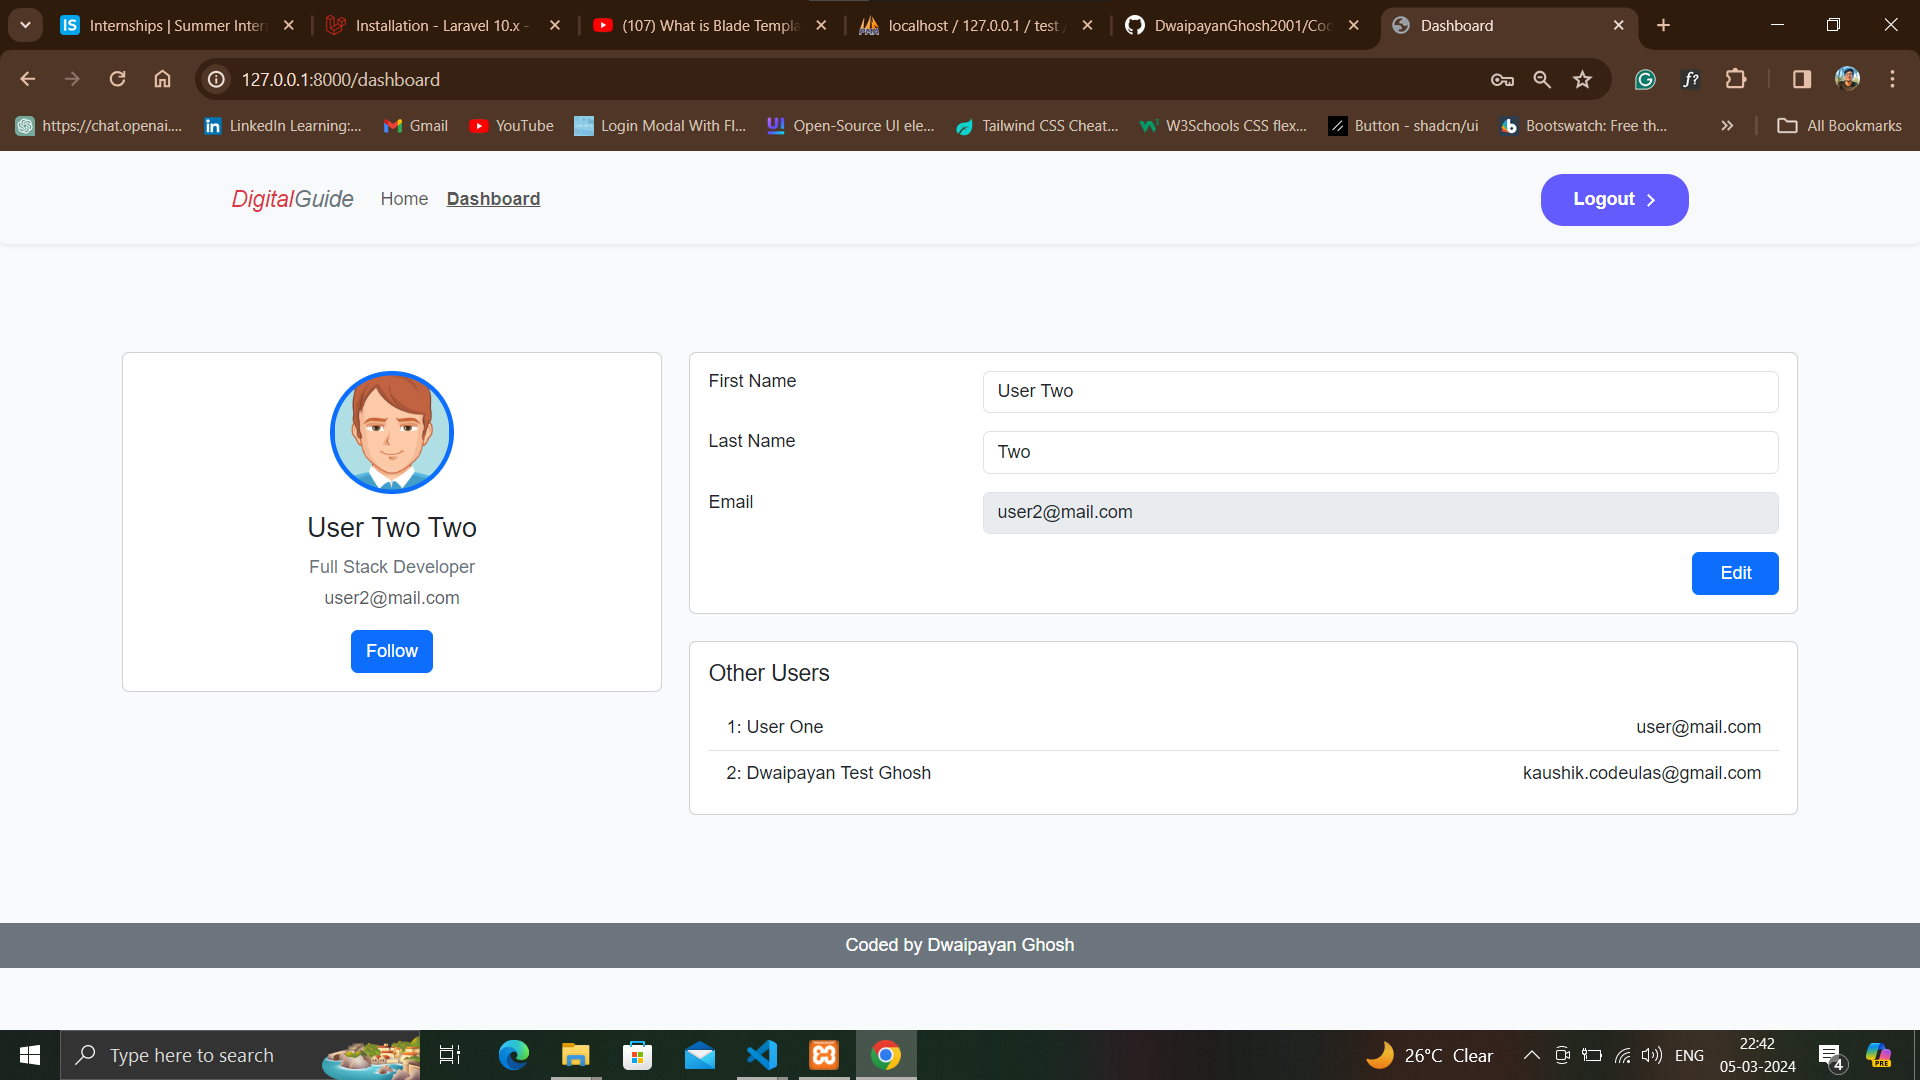 Internships | Summer Inter
Installation - Laravel 10.x -
(107) What is Blade Templa
localhost / 127.0.0.1 / test /
DwaipayanGhosh2001/Cod
Dashboard
127.0.0.1:8000/dashboard
https://chat.openai....
LinkedIn Learning:...
Gmail
YouTube
Login Modal With Fl...
Open-Source UI ele...
Tailwind CSS Cheat...
W3Schools CSS flex...
Button - shadcn/ui
Bootswatch: Free th...
All Bookmarks
DigitalGuide
Home
Dashboard
Logout
User Two Two
Full Stack Developer
user2@mail.com
Follow
First Name
User Two
Last Name
Two
Email
user2@mail.com
Edit
Other Users
1: User One
user@mail.com
2: Dwaipayan Test Ghosh
kaushik.codeulas@gmail.com
Coded by Dwaipayan Ghosh
Type here to search
26°C Clear
ENG
22:42
05-03-2024
4
PRE